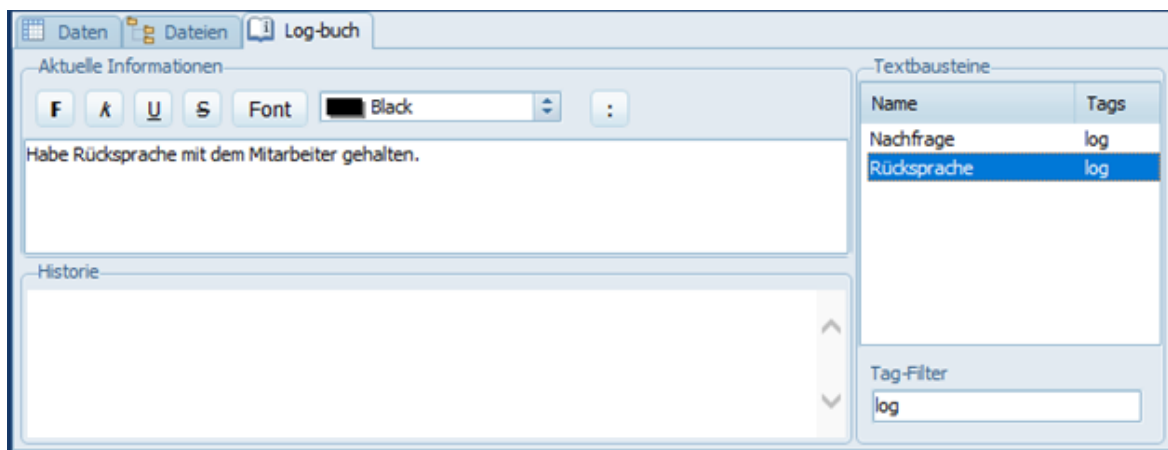 Daten Dateien Log-buch
Aktuelle Informationen
F k U S Font Black :
Habe Rücksprache mit dem Mitarbeiter gehalten.
Historie
Textbausteine
Name Tags
Nachfrage log
Rücksprache log
Tag-Filter
log